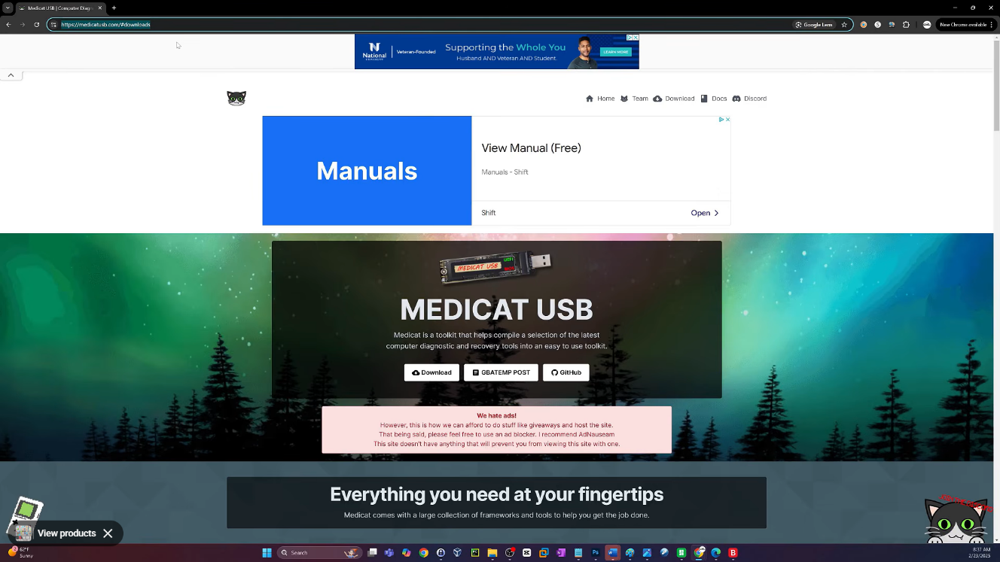 Medicat USB | Computer Diagn
https://medicatusb.com/#downloads
Google Lens
New Chrome available
National
UNIVERSITY
Veteran-Founded
Supporting the Whole You
Husband AND Veteran AND Student.
LEARN MORE
Home
Team
Download
Docs
Discord
Manuals
View Manual (Free)
Manuals - Shift
Shift
Open
MEDICAT USB
UEFI
MEDICAT USB
Medicat is a toolkit that helps compile a selection of the latest
computer diagnostic and recovery tools into an easy to use toolkit.
Download
GBATEMP POST
GitHub
We hate ads!
However, this is how we can afford to do stuff like giveaways and host the site.
That being said, please feel free to use an ad blocker. I recommend AdNauseam
This site doesn't have anything that will prevent you from viewing this site with one.
Everything you need at your fingertips
Medicat comes with a large collection of frameworks and tools to help you get the job done.
View products
62°F
Sunny
Search
8:37 AM
2/23/2025